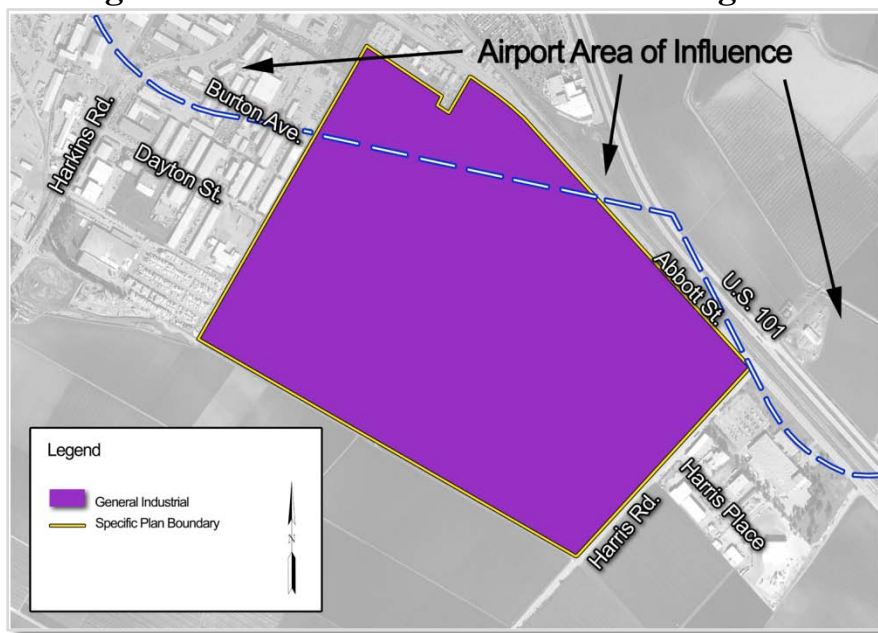 Airport Area of Influence
Burton Ave.
Harkins Rd.
Dayton St.
U.S. 101
Abbott St.
Legend
General Industrial
Specific Plan Boundary
N
Harris Rd.
Harris Place